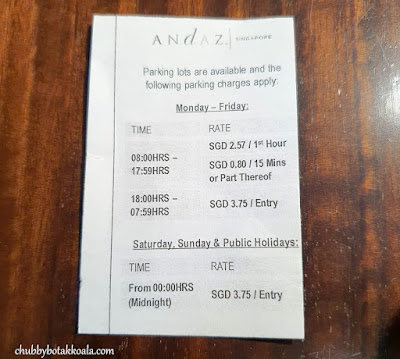 ANdAZ. SINGAPORE
Parking lots are available and the
following parking charges apply:
Monday – Friday:
TIME RATE
08:00HRS –
17:59HRS
SGD 2.57 / 1st Hour
SGD 0.80 / 15 Mins
or Part Thereof
18:00HRS –
07:59HRS
SGD 3.75 / Entry
Saturday, Sunday & Public Holidays:
TIME RATE
From 00:00HRS
(Midnight)
SGD 3.75 / Entry
chubbybotakkoala.com